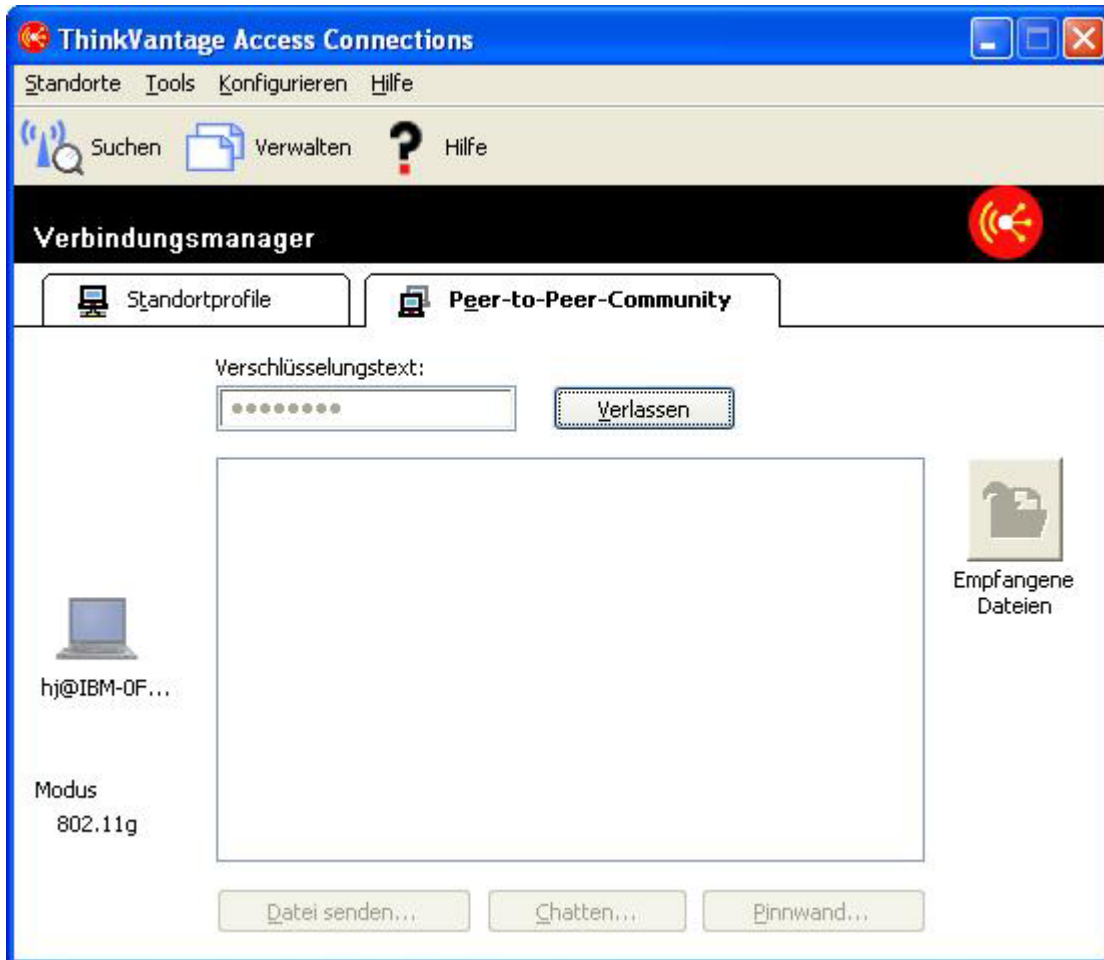 ThinkVantage Access Connections
Standorte Tools Konfigurieren Hilfe
Suchen Verwalten ? Hilfe
Verbindungsmanager
Standortprofile Peer-to-Peer-Community
Verschlüsselungstext:
●●●●●●●● Verlassen
Empfangene
Dateien
hj@IBM-0F...
Modus
802.11g
Datei senden... Chatten... Pinnwand...